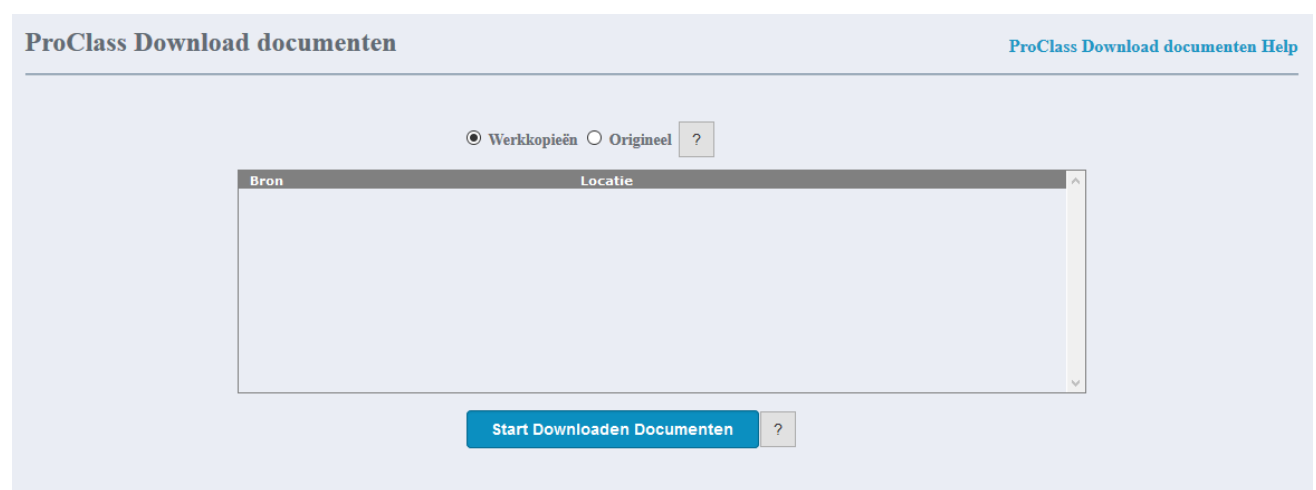 ProClass Download documenten
ProClass Download documenten Help
Werkkopieën Origineel ?
Bron Locatie
Start Downloaden Documenten ?